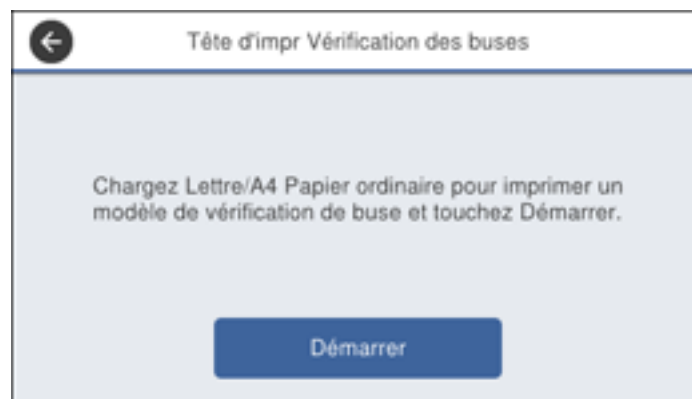 Tête d'impr Vérification des buses
Chargez Lettre/A4 Papier ordinaire pour imprimer un
modèle de vérification de buse et touchez Démarrer.
Démarrer